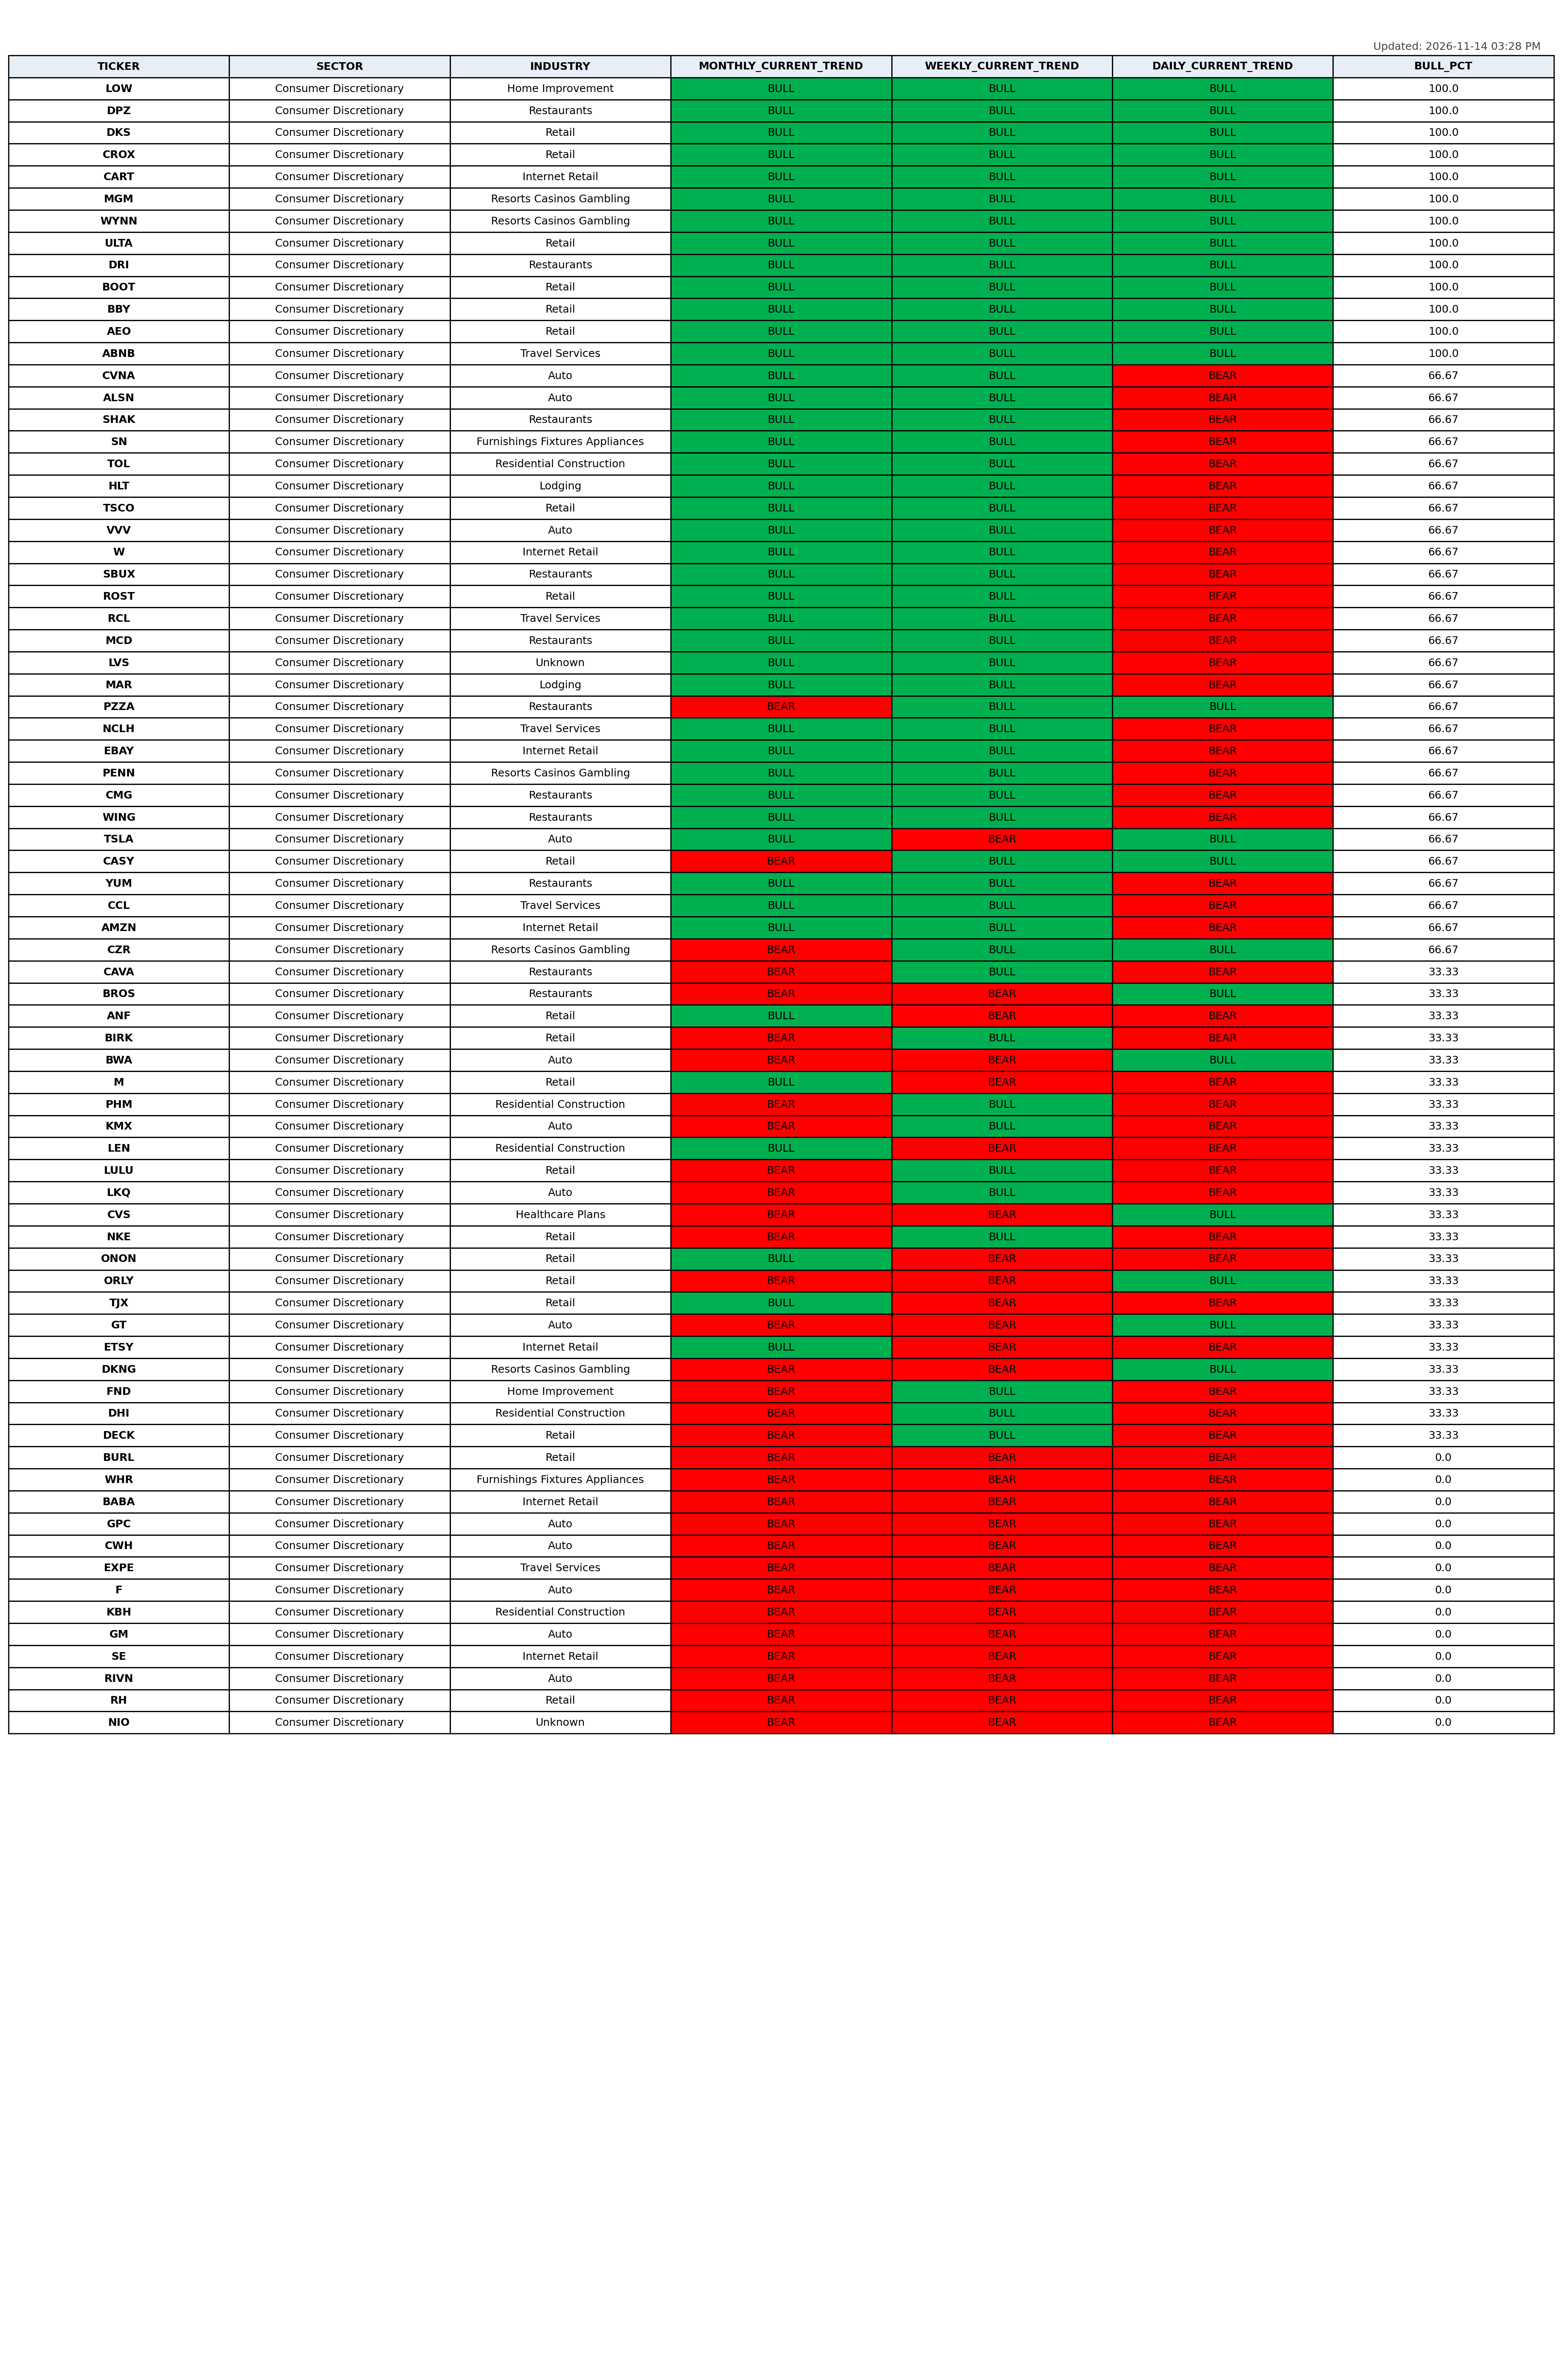 Updated: 2026-11-14 03:28 PM
TICKER SECTOR INDUSTRY MONTHLY_CURRENT_TREND WEEKLY_CURRENT_TREND DAILY_CURRENT_TREND BULL_PCT
LOW Consumer Discretionary Home Improvement BULL BULL BULL 100.0
DPZ Consumer Discretionary Restaurants BULL BULL BULL 100.0
DKS Consumer Discretionary Retail BULL BULL BULL 100.0
CROX Consumer Discretionary Retail BULL BULL BULL 100.0
CART Consumer Discretionary Internet Retail BULL BULL BULL 100.0
MGM Consumer Discretionary Resorts Casinos Gambling BULL BULL BULL 100.0
WYNN Consumer Discretionary Resorts Casinos Gambling BULL BULL BULL 100.0
ULTA Consumer Discretionary Retail BULL BULL BULL 100.0
DRI Consumer Discretionary Restaurants BULL BULL BULL 100.0
BOOT Consumer Discretionary Retail BULL BULL BULL 100.0
BBY Consumer Discretionary Retail BULL BULL BULL 100.0
AEO Consumer Discretionary Retail BULL BULL BULL 100.0
ABNB Consumer Discretionary Travel Services BULL BULL BULL 100.0
CVNA Consumer Discretionary Auto BULL BULL BEAR 66.67
ALSN Consumer Discretionary Auto BULL BULL BEAR 66.67
SHAK Consumer Discretionary Restaurants BULL BULL BEAR 66.67
SN Consumer Discretionary Furnishings Fixtures Appliances BULL BULL BEAR 66.67
TOL Consumer Discretionary Residential Construction BULL BULL BEAR 66.67
HLT Consumer Discretionary Lodging BULL BULL BEAR 66.67
TSCO Consumer Discretionary Retail BULL BULL BEAR 66.67
VVV Consumer Discretionary Auto BULL BULL BEAR 66.67
W Consumer Discretionary Internet Retail BULL BULL BEAR 66.67
SBUX Consumer Discretionary Restaurants BULL BULL BEAR 66.67
ROST Consumer Discretionary Retail BULL BULL BEAR 66.67
RCL Consumer Discretionary Travel Services BULL BULL BEAR 66.67
MCD Consumer Discretionary Restaurants BULL BULL BEAR 66.67
LVS Consumer Discretionary Unknown BULL BULL BEAR 66.67
MAR Consumer Discretionary Lodging BULL BULL BEAR 66.67
PZZA Consumer Discretionary Restaurants BEAR BULL BULL 66.67
NCLH Consumer Discretionary Travel Services BULL BULL BEAR 66.67
EBAY Consumer Discretionary Internet Retail BULL BULL BEAR 66.67
PENN Consumer Discretionary Resorts Casinos Gambling BULL BULL BEAR 66.67
CMG Consumer Discretionary Restaurants BULL BULL BEAR 66.67
WING Consumer Discretionary Restaurants BULL BULL BEAR 66.67
TSLA Consumer Discretionary Auto BULL BEAR BULL 66.67
CASY Consumer Discretionary Retail BEAR BULL BULL 66.67
YUM Consumer Discretionary Restaurants BULL BULL BEAR 66.67
CCL Consumer Discretionary Travel Services BULL BULL BEAR 66.67
AMZN Consumer Discretionary Internet Retail BULL BULL BEAR 66.67
CZR Consumer Discretionary Resorts Casinos Gambling BEAR BULL BULL 66.67
CAVA Consumer Discretionary Restaurants BEAR BULL BEAR 33.33
BROS Consumer Discretionary Restaurants BEAR BEAR BULL 33.33
ANF Consumer Discretionary Retail BULL BEAR BEAR 33.33
BIRK Consumer Discretionary Retail BEAR BULL BEAR 33.33
BWA Consumer Discretionary Auto BEAR BEAR BULL 33.33
M Consumer Discretionary Retail BULL BEAR BEAR 33.33
PHM Consumer Discretionary Residential Construction BEAR BULL BEAR 33.33
KMX Consumer Discretionary Auto BEAR BULL BEAR 33.33
LEN Consumer Discretionary Residential Construction BULL BEAR BEAR 33.33
LULU Consumer Discretionary Retail BEAR BULL BEAR 33.33
LKQ Consumer Discretionary Auto BEAR BULL BEAR 33.33
CVS Consumer Discretionary Healthcare Plans BEAR BEAR BULL 33.33
NKE Consumer Discretionary Retail BEAR BULL BEAR 33.33
ONON Consumer Discretionary Retail BULL BEAR BEAR 33.33
ORLY Consumer Discretionary Retail BEAR BEAR BULL 33.33
TJX Consumer Discretionary Retail BULL BEAR BEAR 33.33
GT Consumer Discretionary Auto BEAR BEAR BULL 33.33
ETSY Consumer Discretionary Internet Retail BULL BEAR BEAR 33.33
DKNG Consumer Discretionary Resorts Casinos Gambling BEAR BEAR BULL 33.33
FND Consumer Discretionary Home Improvement BEAR BULL BEAR 33.33
DHI Consumer Discretionary Residential Construction BEAR BULL BEAR 33.33
DECK Consumer Discretionary Retail BEAR BULL BEAR 33.33
BURL Consumer Discretionary Retail BEAR BEAR BEAR 0.0
WHR Consumer Discretionary Furnishings Fixtures Appliances BEAR BEAR BEAR 0.0
BABA Consumer Discretionary Internet Retail BEAR BEAR BEAR 0.0
GPC Consumer Discretionary Auto BEAR BEAR BEAR 0.0
CWH Consumer Discretionary Auto BEAR BEAR BEAR 0.0
EXPE Consumer Discretionary Travel Services BEAR BEAR BEAR 0.0
F Consumer Discretionary Auto BEAR BEAR BEAR 0.0
KBH Consumer Discretionary Residential Construction BEAR BEAR BEAR 0.0
GM Consumer Discretionary Auto BEAR BEAR BEAR 0.0
SE Consumer Discretionary Internet Retail BEAR BEAR BEAR 0.0
RIVN Consumer Discretionary Auto BEAR BEAR BEAR 0.0
RH Consumer Discretionary Retail BEAR BEAR BEAR 0.0
NIO Consumer Discretionary Unknown BEAR BEAR BEAR 0.0